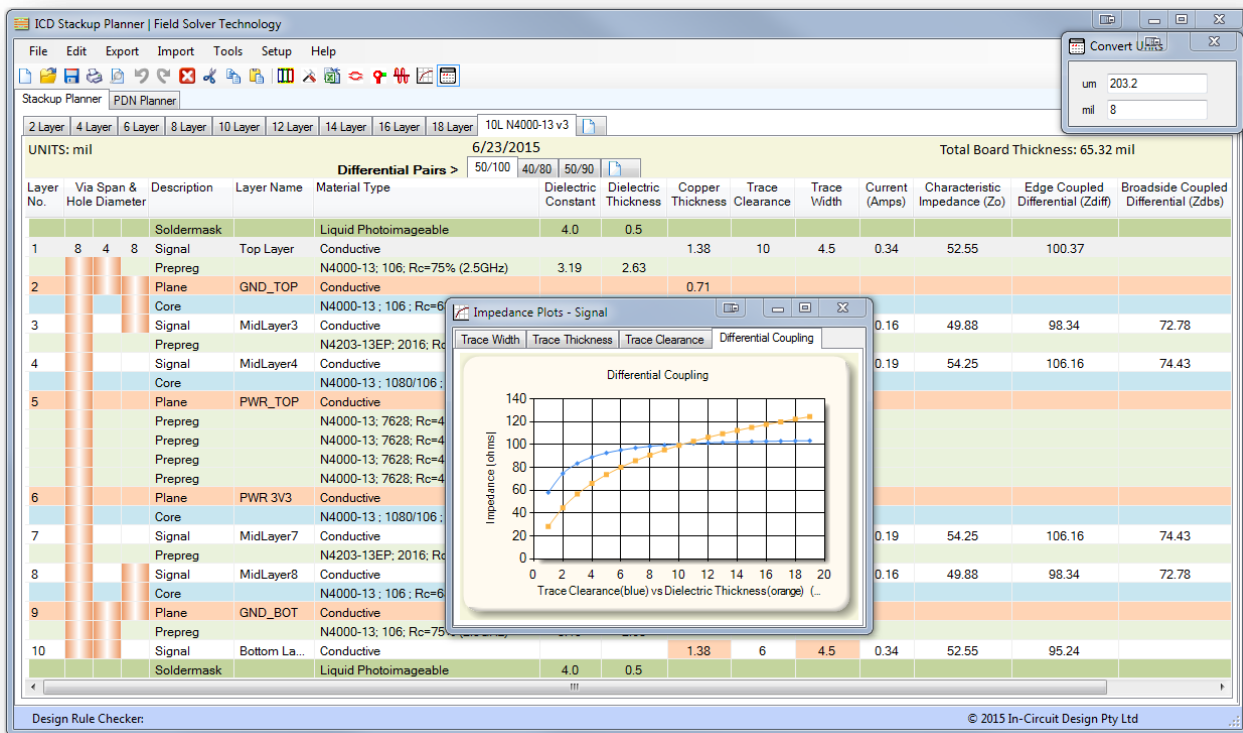 ICD Stackup Planner | Field Solver Technology
File Edit Export Import Tools Setup Help
Convert Units
um 203.2
mil 8
Stackup Planner PDN Planner
2 Layer 4 Layer 6 Layer 8 Layer 10 Layer 12 Layer 14 Layer 16 Layer 18 Layer 10L N4000-13 v3
UNITS: mil 6/23/2015 Total Board Thickness: 65.32 mil
Differential Pairs > 50/100 40/80 50/90
Layer Via Span & Description Layer Name Material Type Dielectric Dielectric Copper Trace Trace Current Characteristic Edge Coupled Broadside Coupled
No. Hole Diameter Constant Thickness Thickness Clearance Width (Amps) Impedance (Zo) Differential (Zdiff) Differential (Zdbs)
Soldermask Liquid Photoimageable 4.0 0.5
1 8 4 8 Signal Top Layer Conductive 1.38 10 4.5 0.34 52.55 100.37
Prepreg N4000-13; 106; Rc=75% (2.5GHz) 3.19 2.63
2 Plane GND_TOP Conductive 0.71
Core N4000-13 ; 106 ; Rc=6
3 Signal MidLayer3 Conductive 0.16 49.88 98.34 72.78
Prepreg N4203-13EP; 2016; Rc
4 Signal MidLayer4 Conductive 0.19 54.25 106.16 74.43
Core N4000-13 ; 1080/106 ;
5 Plane PWR_TOP Conductive
Prepreg N4000-13; 7628; Rc=4
Prepreg N4000-13; 7628; Rc=4
Prepreg N4000-13; 7628; Rc=4
Prepreg N4000-13; 7628; Rc=4
6 Plane PWR 3V3 Conductive
Core N4000-13 ; 1080/106 ;
7 Signal MidLayer7 Conductive 0.19 54.25 106.16 74.43
Prepreg N4203-13EP; 2016; Rc
8 Signal MidLayer8 Conductive 0.16 49.88 98.34 72.78
Core N4000-13 ; 106 ; Rc=6
9 Plane GND_BOT Conductive
Prepreg N4000-13; 106; Rc=75%
10 Signal Bottom La... Conductive 1.38 6 4.5 0.34 52.55 95.24
Soldermask Liquid Photoimageable 4.0 0.5
Impedance Plots - Signal
Trace Width Trace Thickness Trace Clearance Differential Coupling
Differential Coupling
Impedance (ohms)
140
120
100
80
60
40
20
0
0 2 4 6 8 10 12 14 16 18 20
Trace Clearance(blue) vs Dielectric Thickness(orange) (...
Design Rule Checker: © 2015 In-Circuit Design Pty Ltd